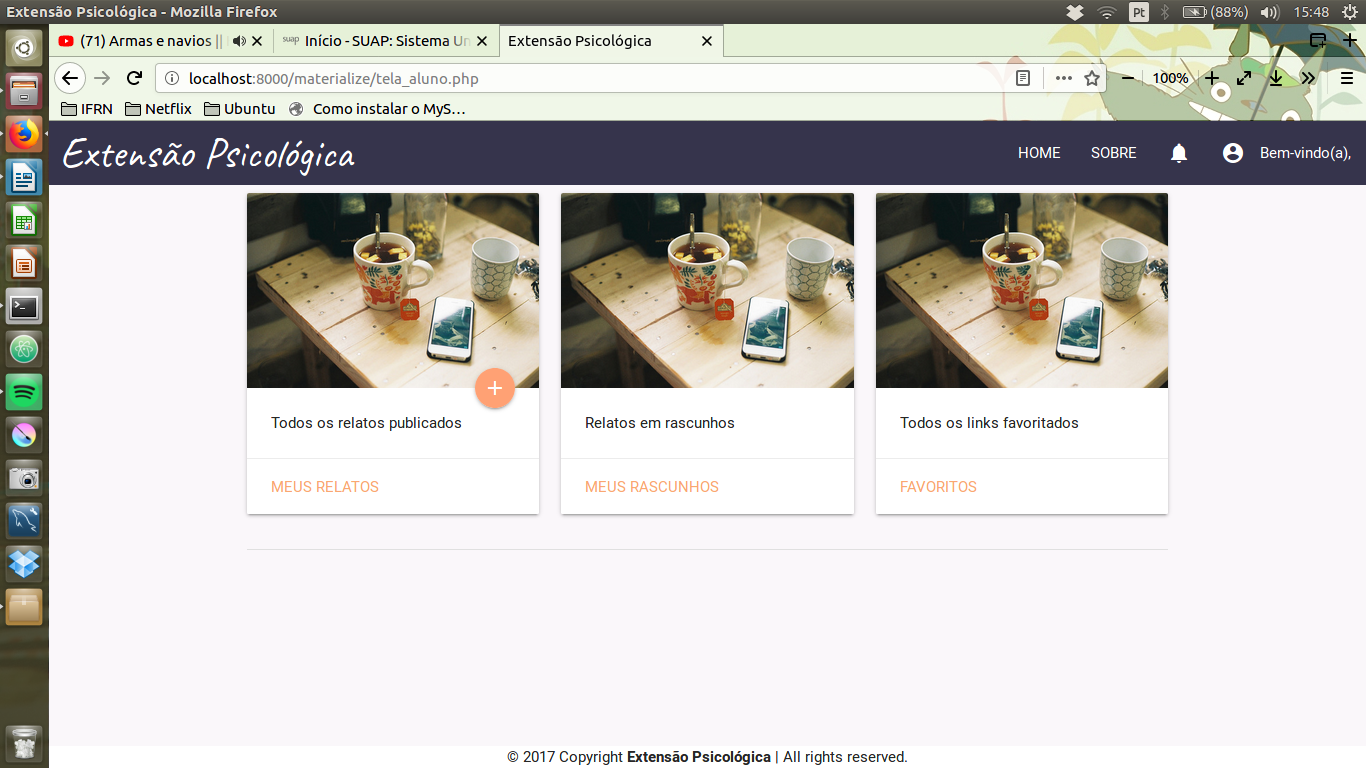 Extensão Psicológica - Mozilla Firefox
Pt
(88%)
15:48
(71) Armas e navios ||
suap Início - SUAP: Sistema Un
Extensão Psicológica
localhost:8000/materialize/tela_aluno.php
100%
IFRN Netflix Ubuntu Como instalar o MyS...
Extensão Psicológica
HOME SOBRE Bem-vindo(a),
Todos os relatos publicados
Relatos em rascunhos
Todos os links favoritados
MEUS RELATOS
MEUS RASCUNHOS
FAVORITOS
© 2017 Copyright Extensão Psicológica | All rights reserved.